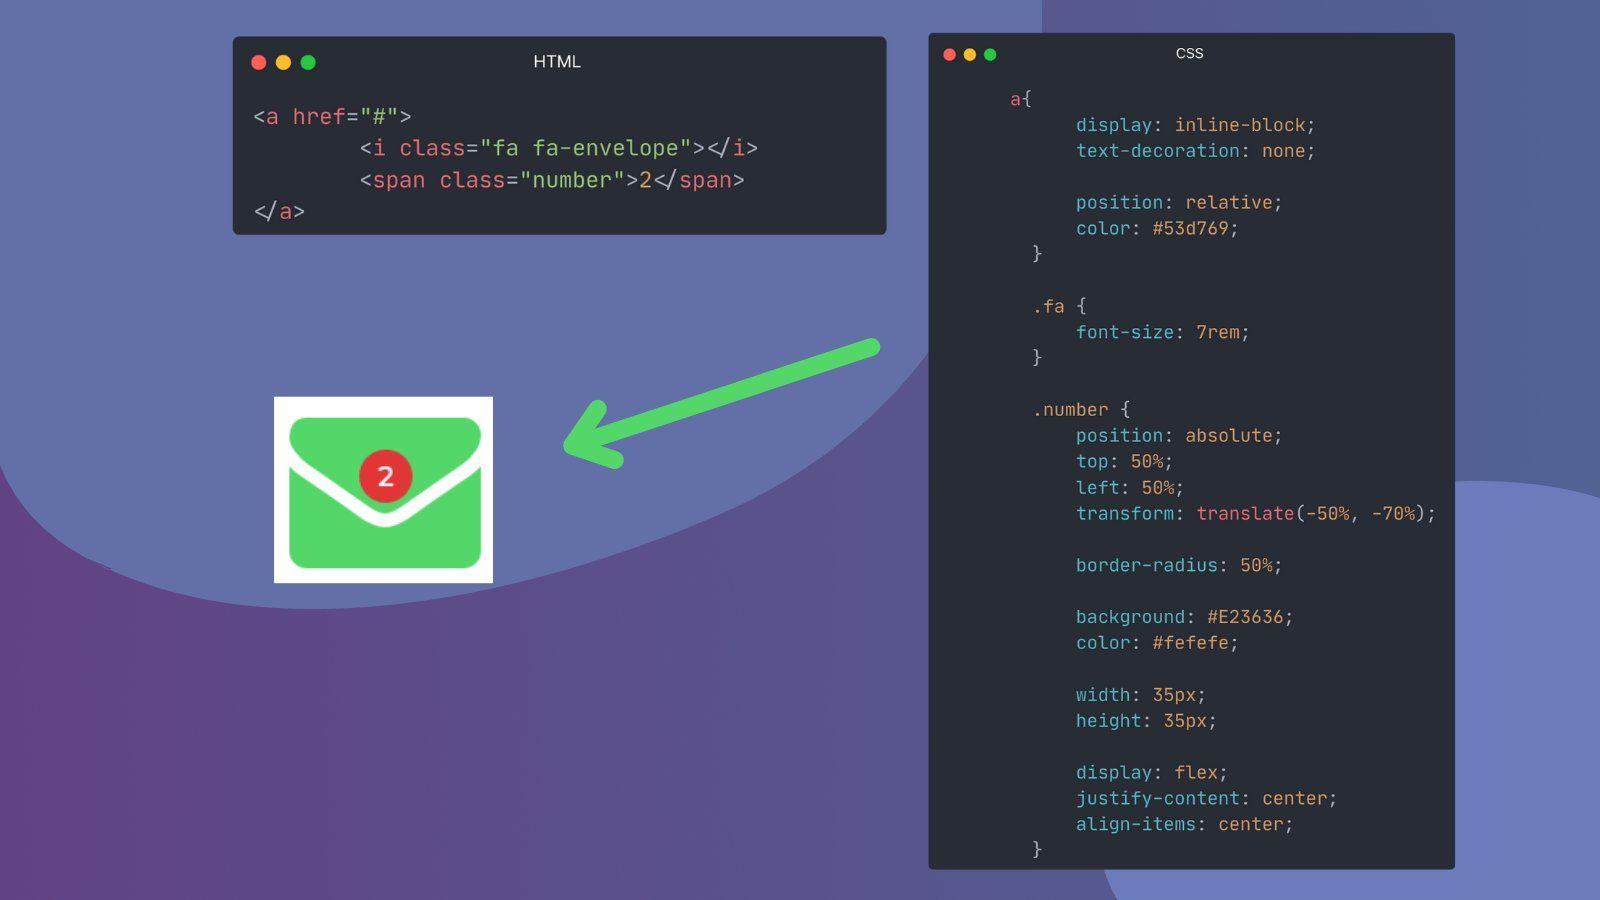 HTML
<a href="#">
<i class="fa fa-envelope"></i>
<span class="number">2</span>
</a>
2
CSS
a{
display: inline-block;
text-decoration: none;
position: relative;
color: #53d769;
}
.fa {
font-size: 7rem;
}
.number {
position: absolute;
top: 50%;
left: 50%;
transform: translate(-50%, -70%);
border-radius: 50%;
background: #E23636;
color: #fefefe;
width: 35px;
height: 35px;
display: flex;
justify-content: center;
align-items: center;
}